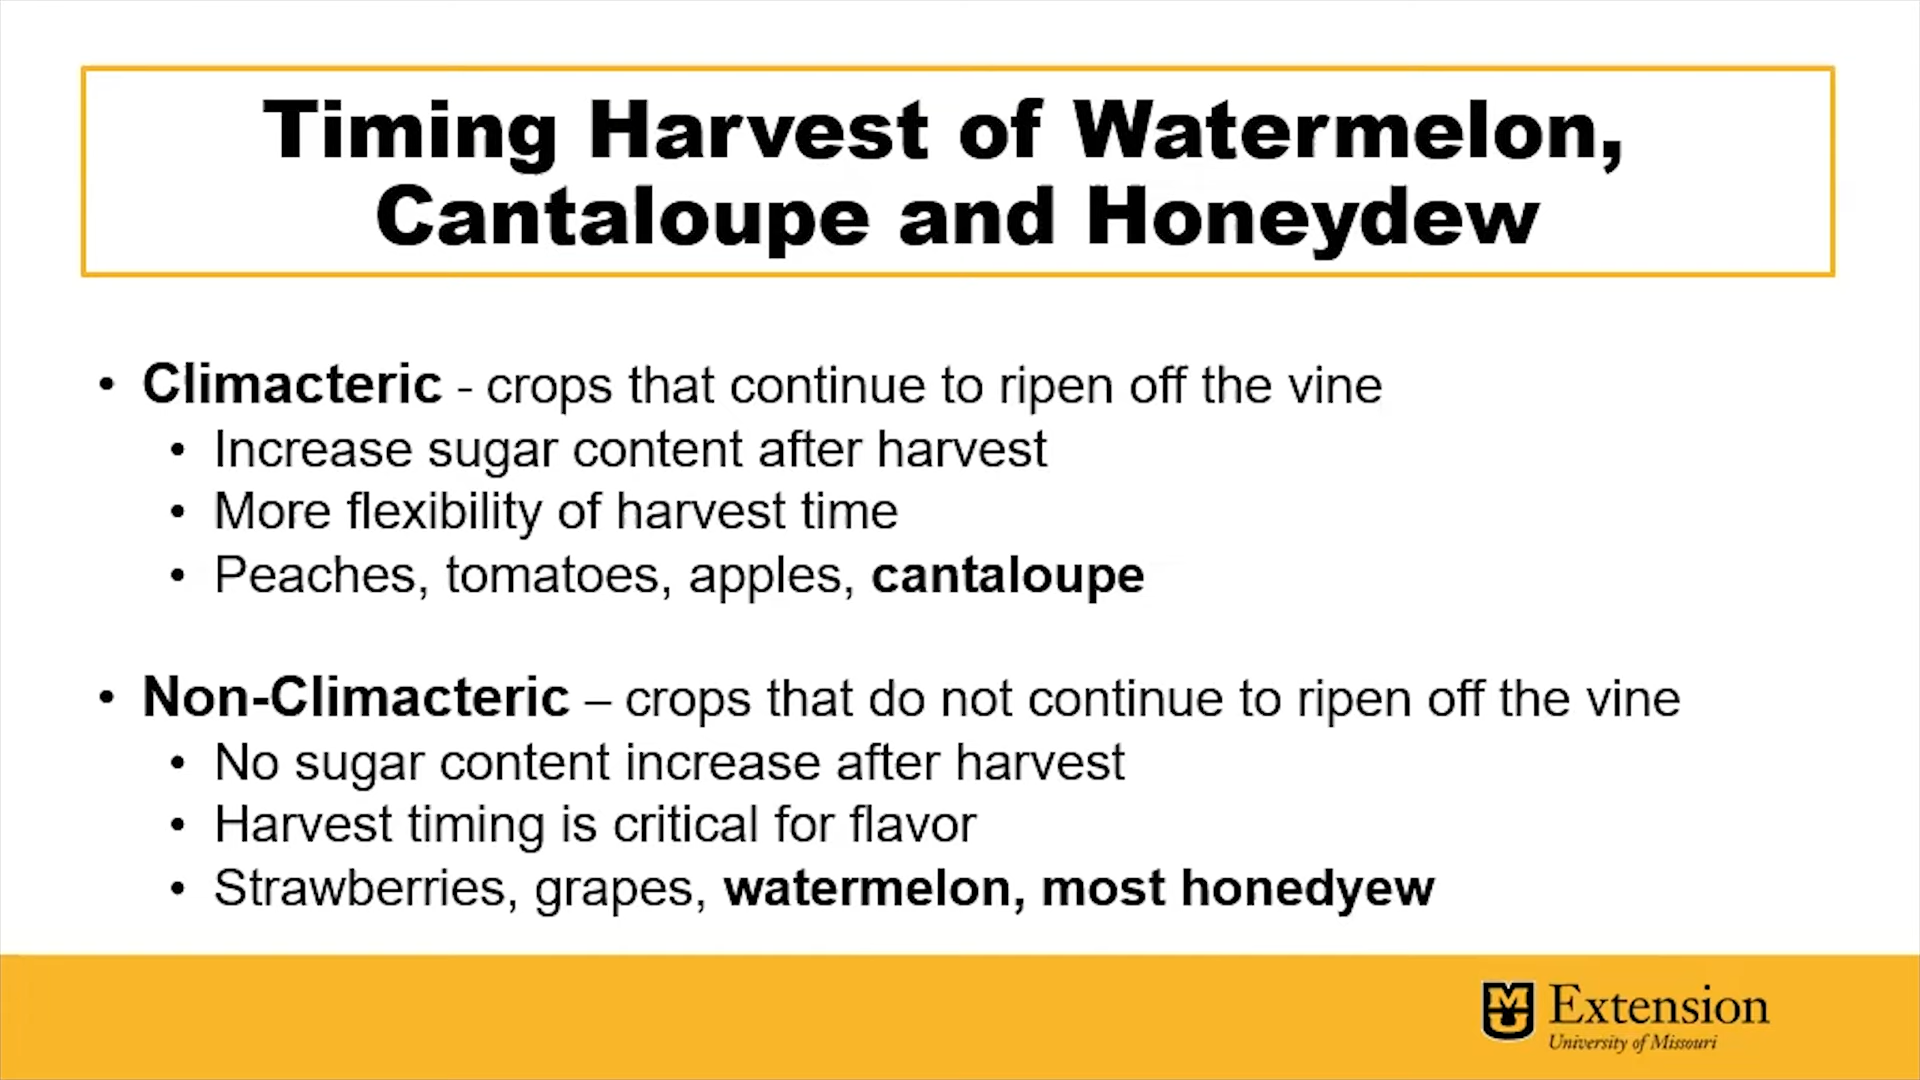 Timing Harvest of Watermelon,
Cantaloupe and Honeydew
• Climacteric - crops that continue to ripen off the vine
• Increase sugar content after harvest
• More flexibility of harvest time
• Peaches, tomatoes, apples, cantaloupe
• Non-Climacteric – crops that do not continue to ripen off the vine
• No sugar content increase after harvest
• Harvest timing is critical for flavor
• Strawberries, grapes, watermelon, most honedyew
MU Extension
University of Missouri